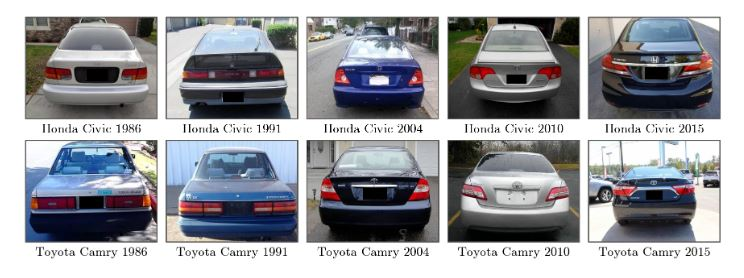 Honda Civic 1986
Honda Civic 1991
Honda Civic 2004
Honda Civic 2010
Honda Civic 2015
Toyota Camry 1986
Toyota Camry 1991
Toyota Camry 2004
Toyota Camry 2010
Toyota Camry 2015